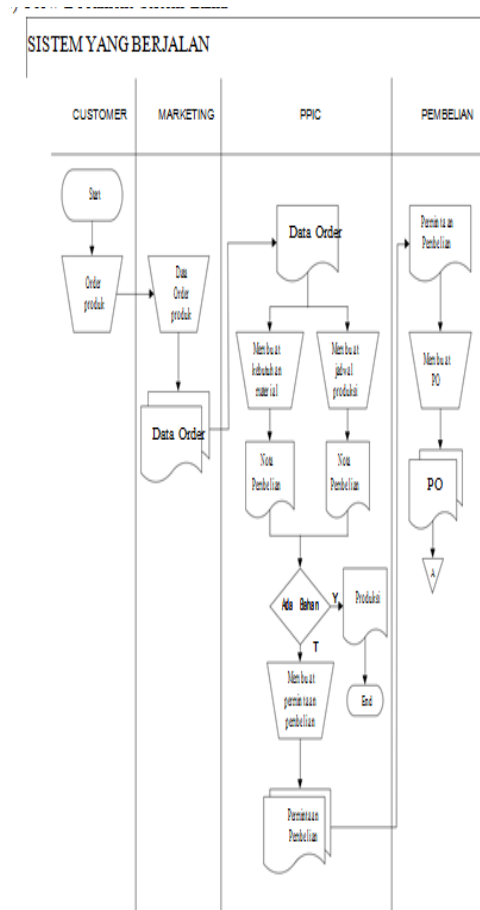 SISTEM YANG BERJALAN
CUSTOMER
MARKETING
PPIC
PEMBELIAN
Start
Order
produk
Data
Order
produk
Data Order
Data Order
Membuat
kebutuhan
material
Membuat
jadwal
produksi
Nota
Pembelian
Nota
Pembelian
Ada Bahan
Y
Produksi
T
End
Membuat
permintaan
pembelian
Permintaan
Pembelian
Permintaan
Pembelian
Membuat
PO
PO
A